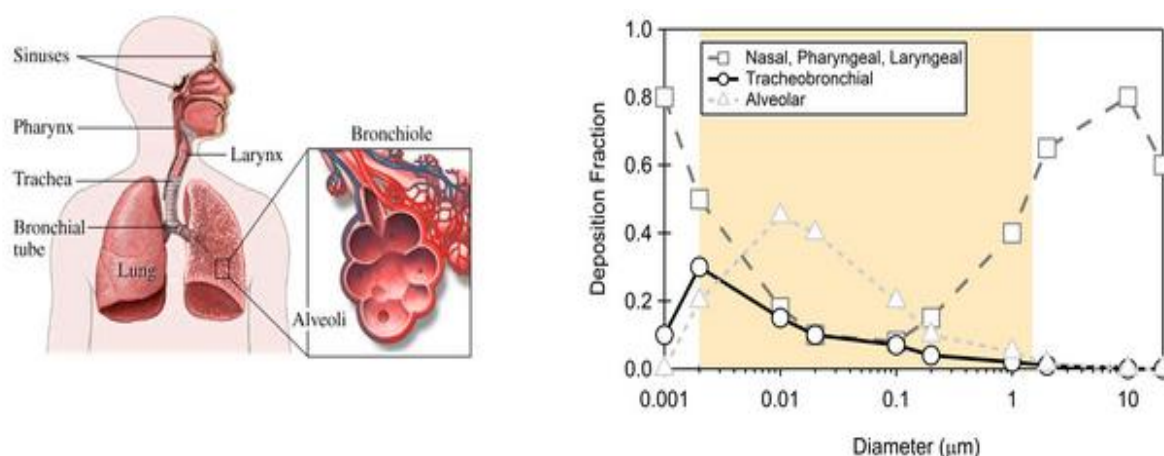 Sinuses
Pharynx
Larynx
Trachea
Bronchial
tube
Lung
Bronchiole
Alveoli
1.0
0.8
0.6
0.4
0.2
0.0
Deposition Fraction
Nasal, Pharyngeal, Laryngeal
Tracheobronchial
Alveolar
0.001
0.01
0.1
1
10
Diameter (μm)